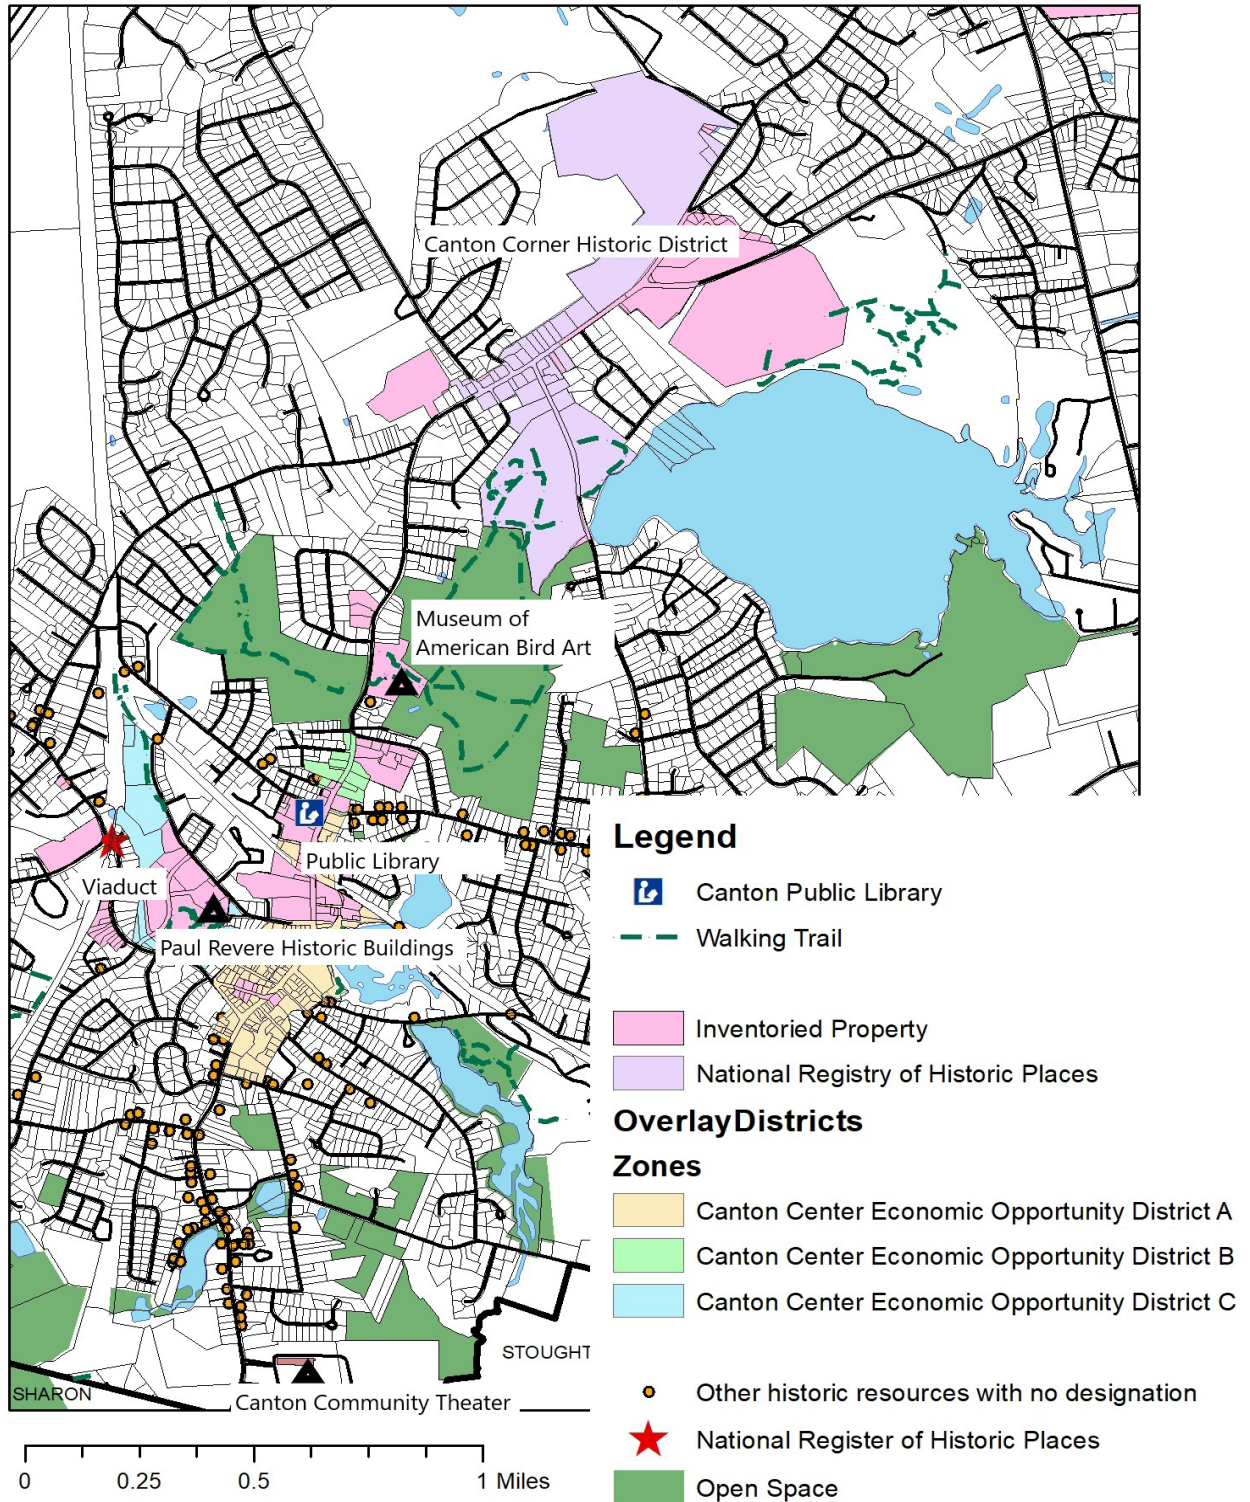 Canton Corner Historic District
Museum of
American Bird Art
Public Library
Viaduct
Paul Revere Historic Buildings
STOUGHT
SHARON
Canton Community Theater
0 0.25 0.5 1 Miles
Legend
Canton Public Library
Walking Trail
Inventoried Property
National Registry of Historic Places
OverlayDistricts
Zones
Canton Center Economic Opportunity District A
Canton Center Economic Opportunity District B
Canton Center Economic Opportunity District C
Other historic resources with no designation
National Register of Historic Places
Open Space